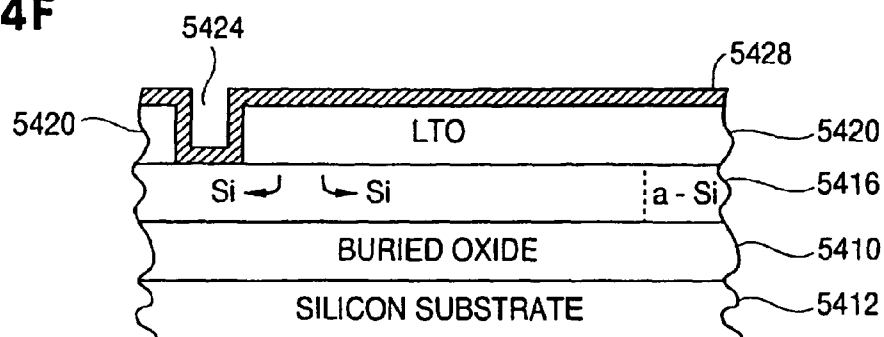 4F
5424
5428
5420
LTO
5420
Si
Si
a - Si
5416
BURIED OXIDE
5410
SILICON SUBSTRATE
5412